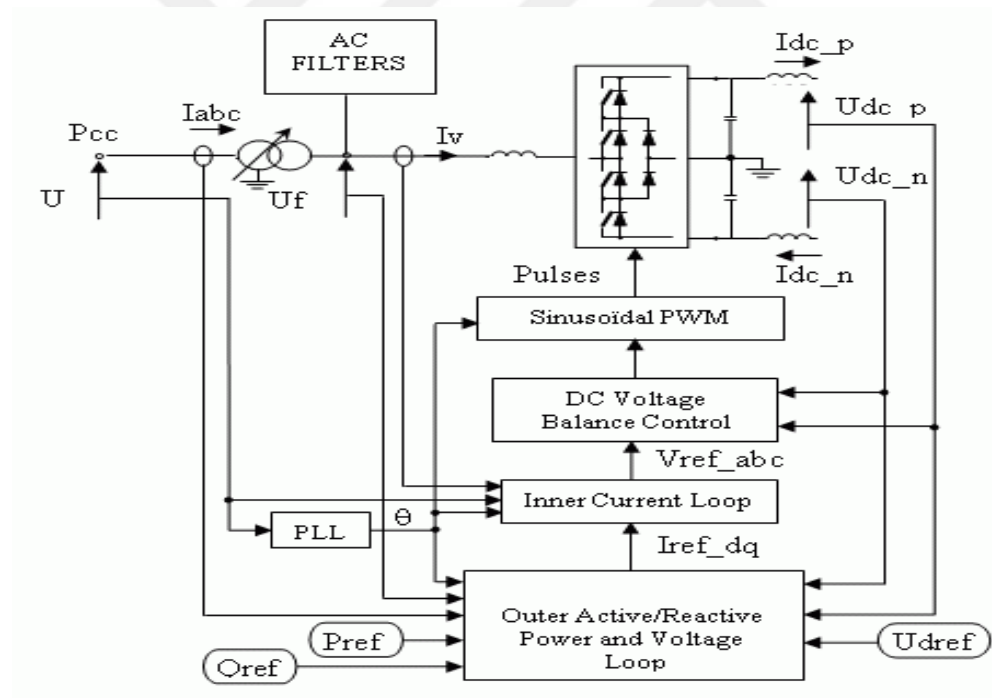 AC
FILTERS
Idc_p
Iabc
Pcc
Iv
Udc_p
U
Uf
Udc_n
Pulses
Idc_n
Sinusoïdal PWM
DC Voltage
Balance Control
Vref_abc
Inner Current Loop
PLL
θ
Iref_dq
Outer Active/Reactive
Power and Voltage
Loop
Pref
Udref
Qref